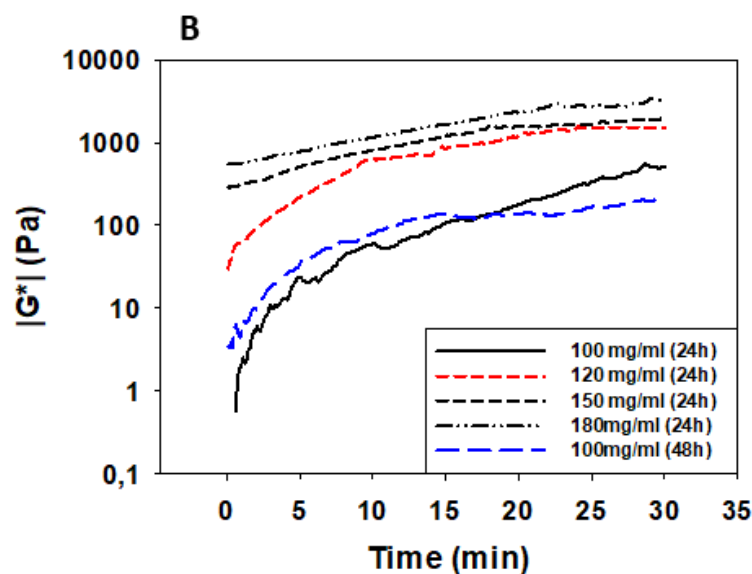 B
10000
1000
100
10
1
0,1
|G*| (Pa)
100 mg/ml (24h)
120 mg/ml (24h)
150 mg/ml (24h)
180mg/ml (24h)
100mg/ml (48h)
0 5 10 15 20 25 30 35
Time (min)